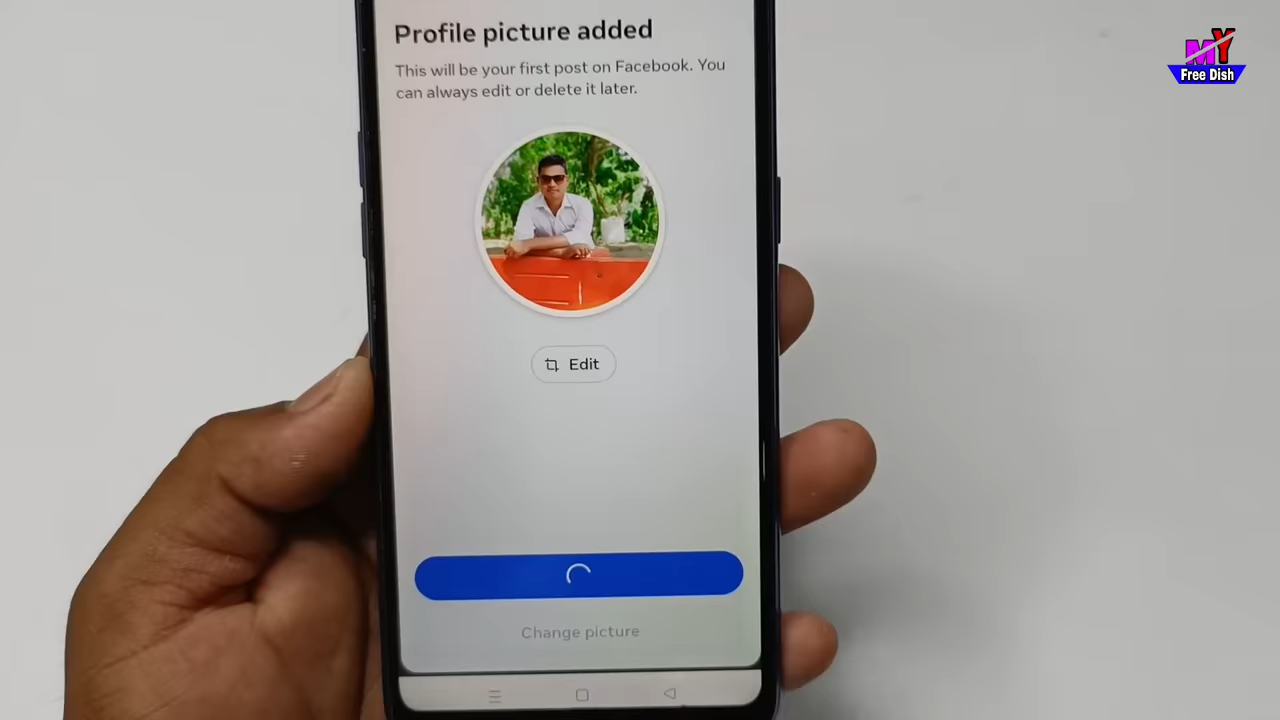 Profile picture added
This will be your first post on Facebook. You
can always edit or delete it later.
Edit
Change picture
MY
Free Dish